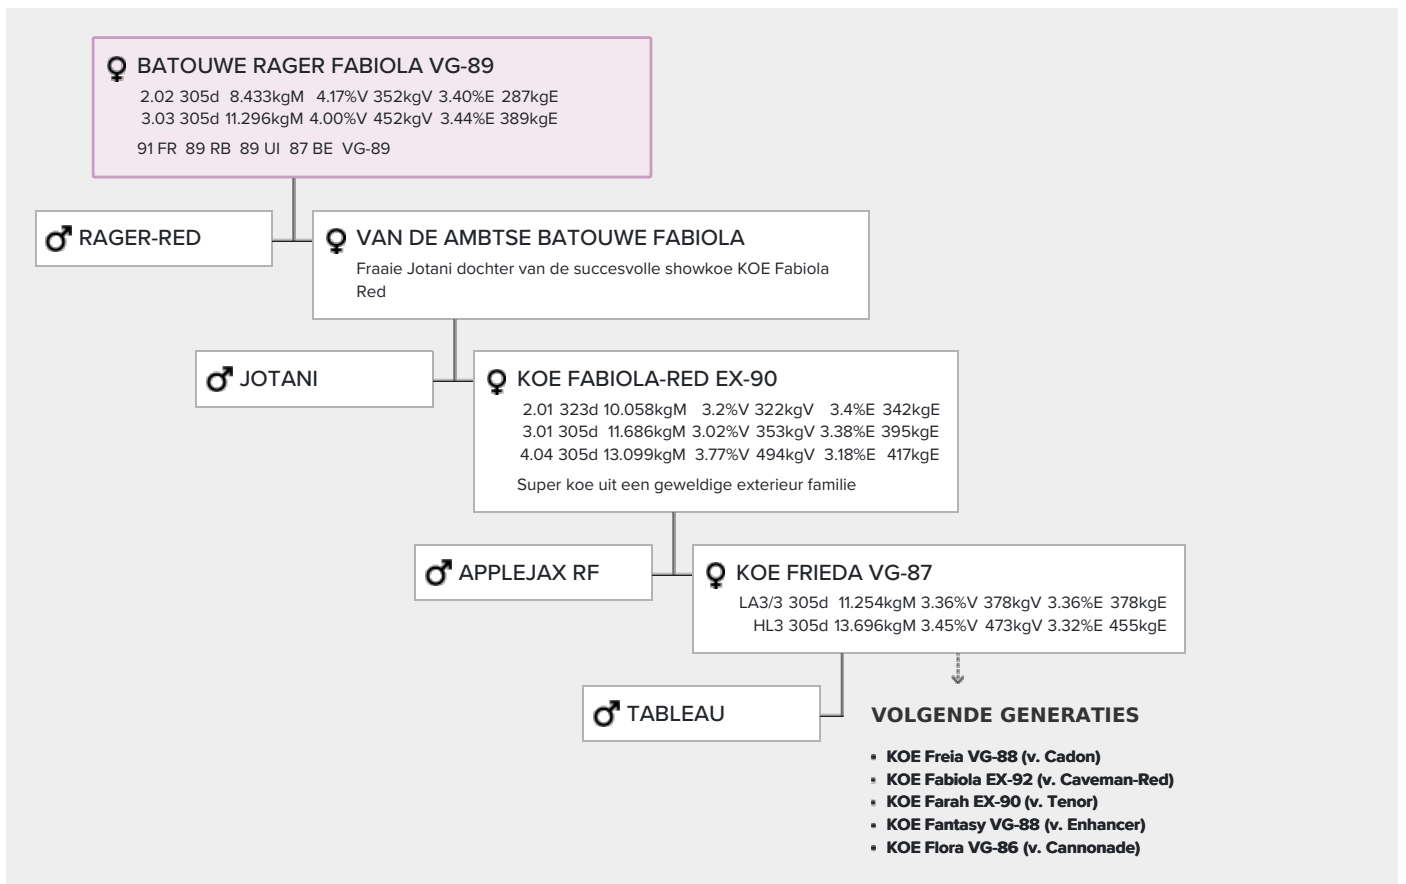 BATOUWE RAGER FABIOLA VG-89
2.02 305d 8.433kgM 4.17%V 352kgV 3.40%E 287kgE
3.03 305d 11.296kgM 4.00%V 452kgV 3.44%E 389kgE
91 FR 89 RB 89 UI 87 BE VG-89
RAGER-RED
VAN DE AMBTSE BATOUWE FABIOLA
Fraaie Jotani dochter van de succesvolle showkoe KOE Fabiola
Red
JOTANI
KOE FABIOLA-RED EX-90
2.01 323d 10.058kgM 3.2%V 322kgV 3.4%E 342kgE
3.01 305d 11.686kgM 3.02%V 353kgV 3.38%E 395kgE
4.04 305d 13.099kgM 3.77%V 494kgV 3.18%E 417kgE
Super koe uit een geweldige exterieur familie
APPLEJAX RF
KOE FRIEDA VG-87
LA3/3 305d 11.254kgM 3.36%V 378kgV 3.36%E 378kgE
HL3 305d 13.696kgM 3.45%V 473kgV 3.32%E 455kgE
TABLEAU
VOLGENDE GENERATIES
• KOE Freia VG-88 (v. Cadon)
• KOE Fabiola EX-92 (v. Caveman-Red)
• KOE Farah EX-90 (v. Tenor)
• KOE Fantasy VG-88 (v. Enhancer)
• KOE Flora VG-86 (v. Cannonade)